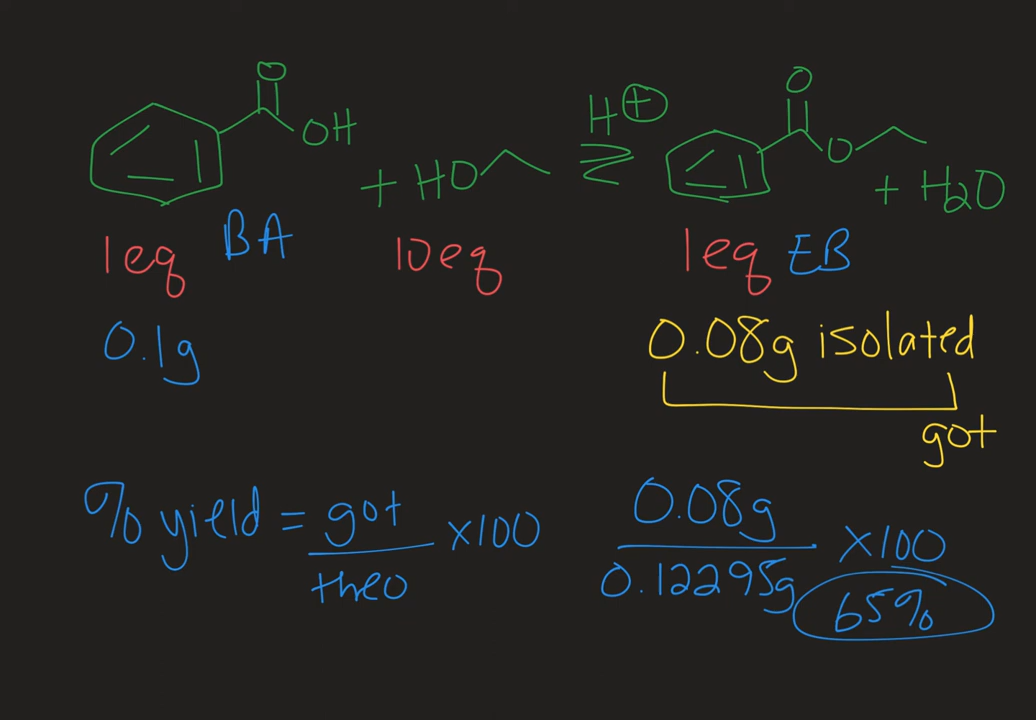 O OH + HO H+ ⇌ O O + H2O
1eq BA 10eq 1eq EB
0.1g 0.08g isolated
got
% yield = got/theo x100
0.08g/0.12295g x100
65%